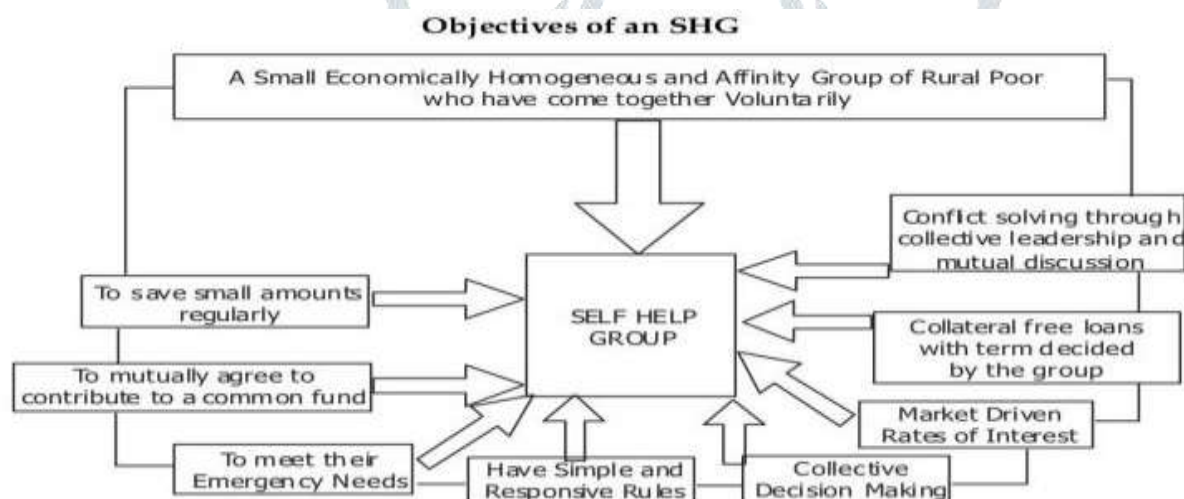 Objectives of an SHG
A Small Economically Homogeneous and Affinity Group of Rural Poor
who have come together Voluntarily
Conflict solving through
collective leadership and
mutual discussion
To save small amounts
regularly
SELF HELP
GROUP
Collateral free loans
with term decided
by the group
To mutually agree to
contribute to a common fund
Market Driven
Rates of Interest
To meet their
Emergency Needs
Have Simple and
Responsive Rules
Collective
Decision Making